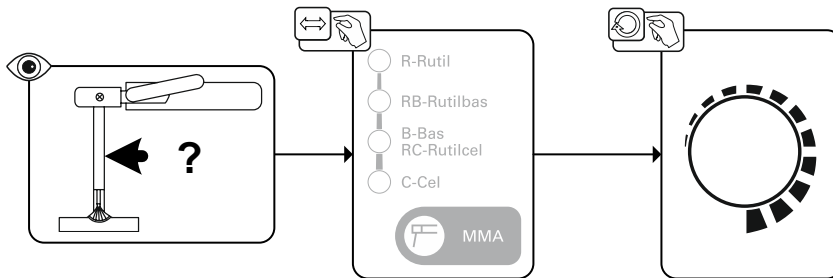 ?
R-Rutil
RB-Rutilbas
B-Bas
RC-Rutilcel
C-Cel
MMA